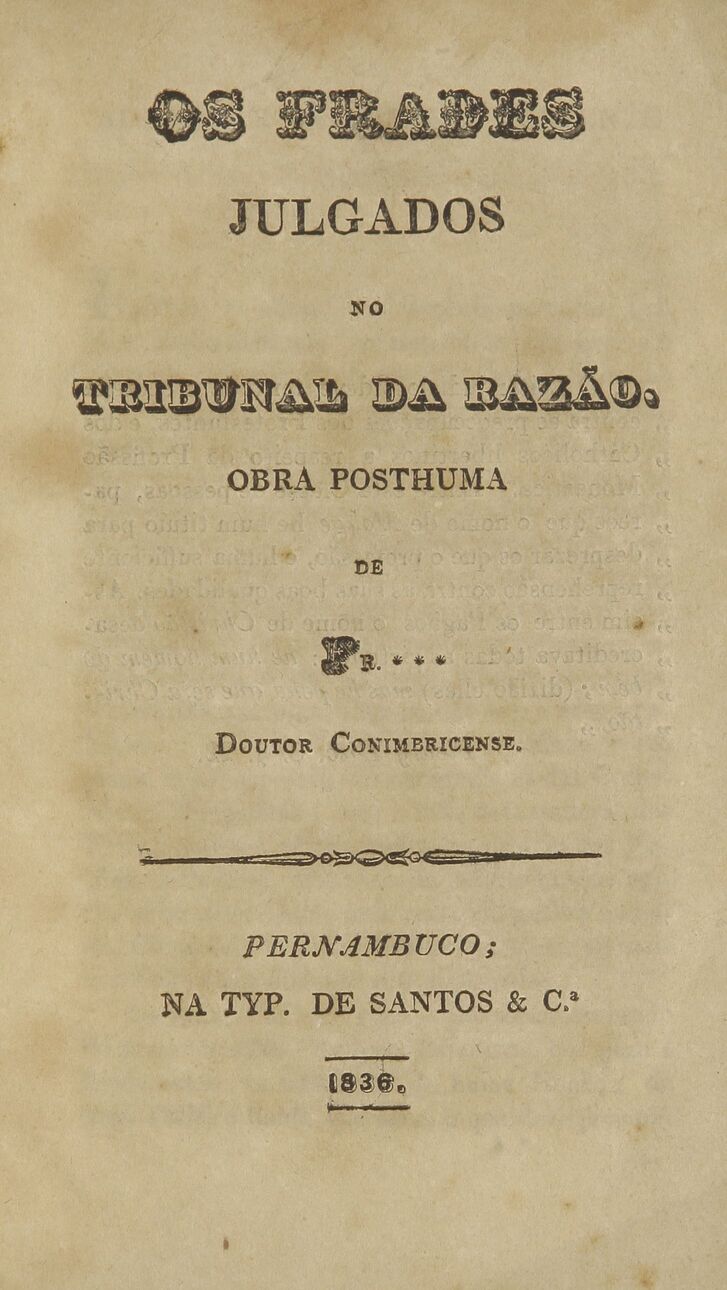 OS FRADES
JULGADOS
NO
TRIBUNAL DA RAZÃO.
OBRA POSTHUMA
DE
FR. * * *
DOUTOR CONIMBRICENSE.
PERNAMBUCO;
NA TYP. DE SANTOS & C.ª
1836.